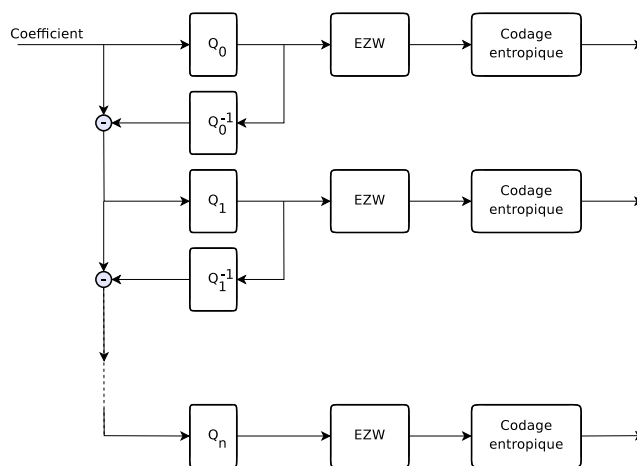 Coefficient
Q0
EZW
Codage
entropique
-
Q0-1
Q1
EZW
Codage
entropique
-
Q1-1
Qn
EZW
Codage
entropique